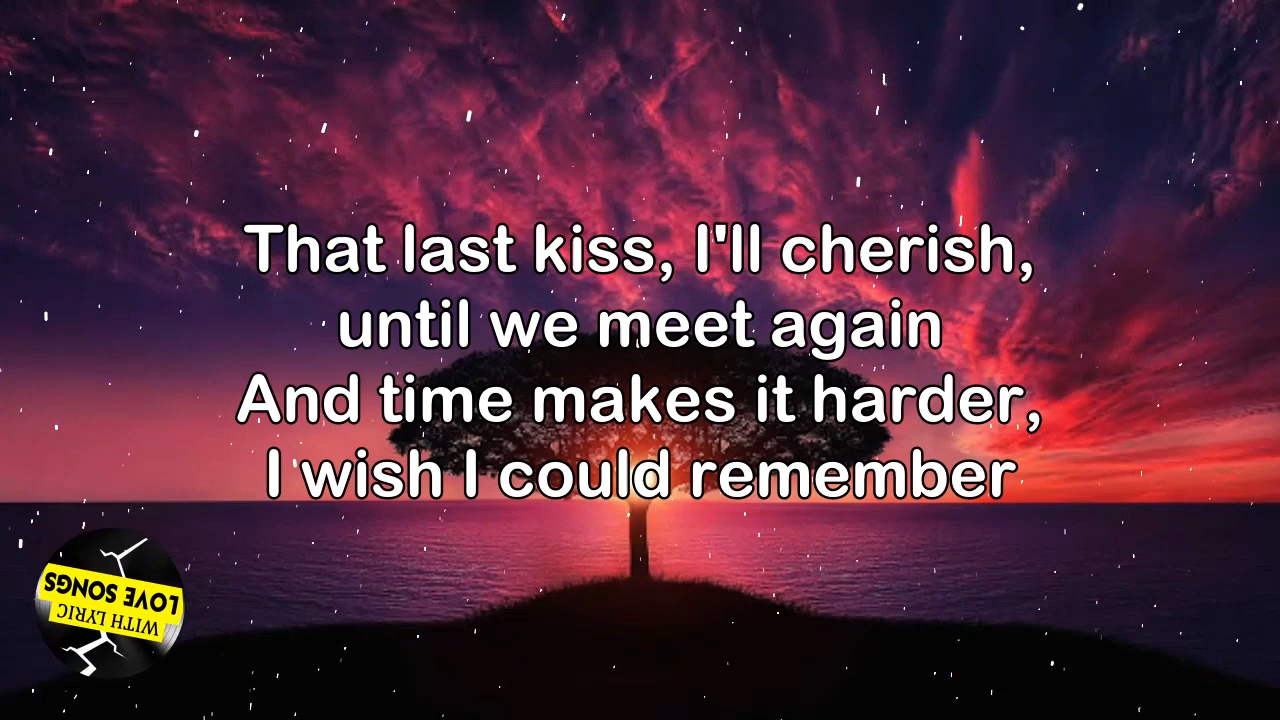 That last kiss, I'll cherish,
until we meet again
And time makes it harder,
I wish I could remember
LOVE SONGS
WITH LYRIC